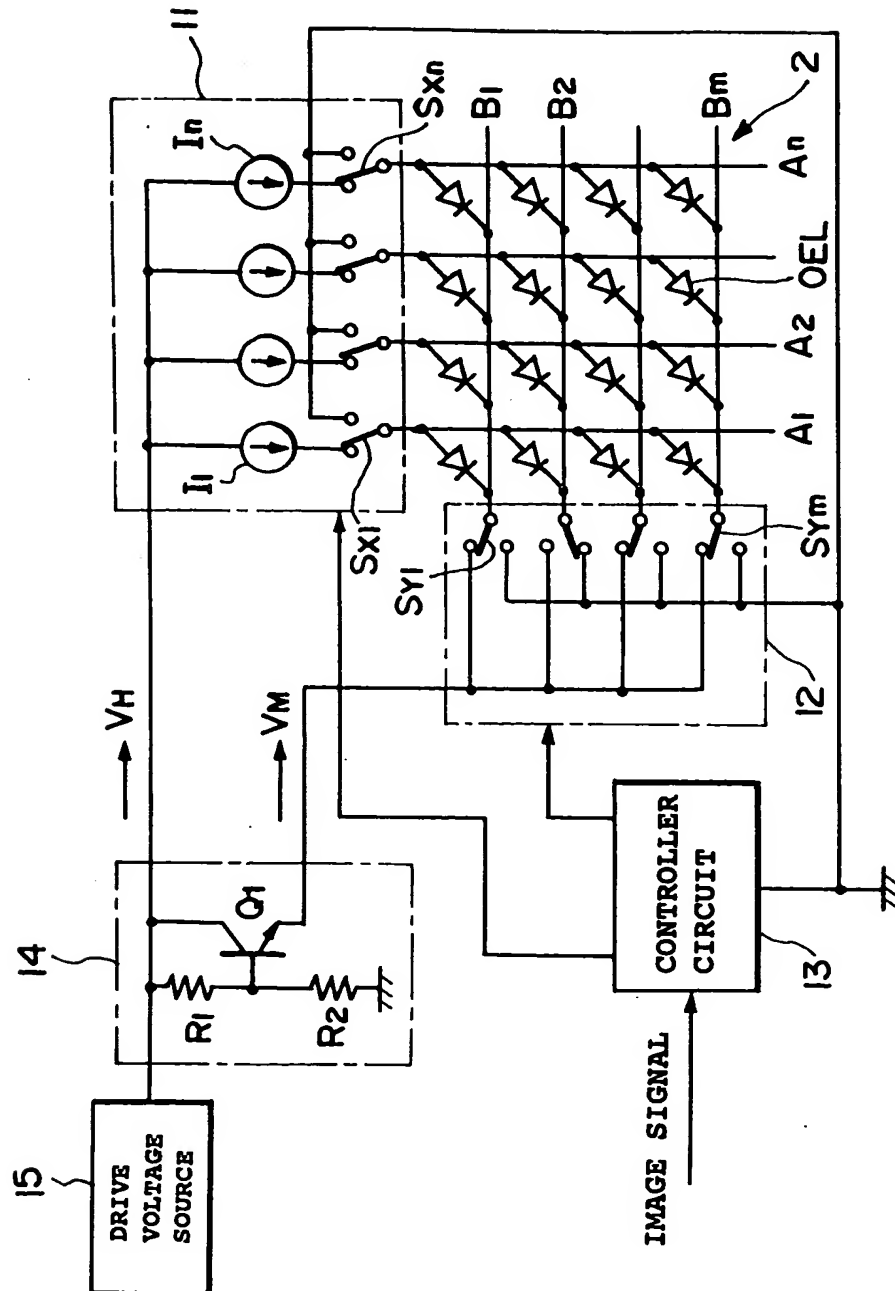 15
DRIVE
VOLTAGE
SOURCE
14
R1
R2
Q1
VH
VM
11
I1
In
SX1
SXn
B1
B2
Bm
2
A1
A2
An
OEL
SY1
SYm
12
CONTROLLER
CIRCUIT
13
IMAGE SIGNAL